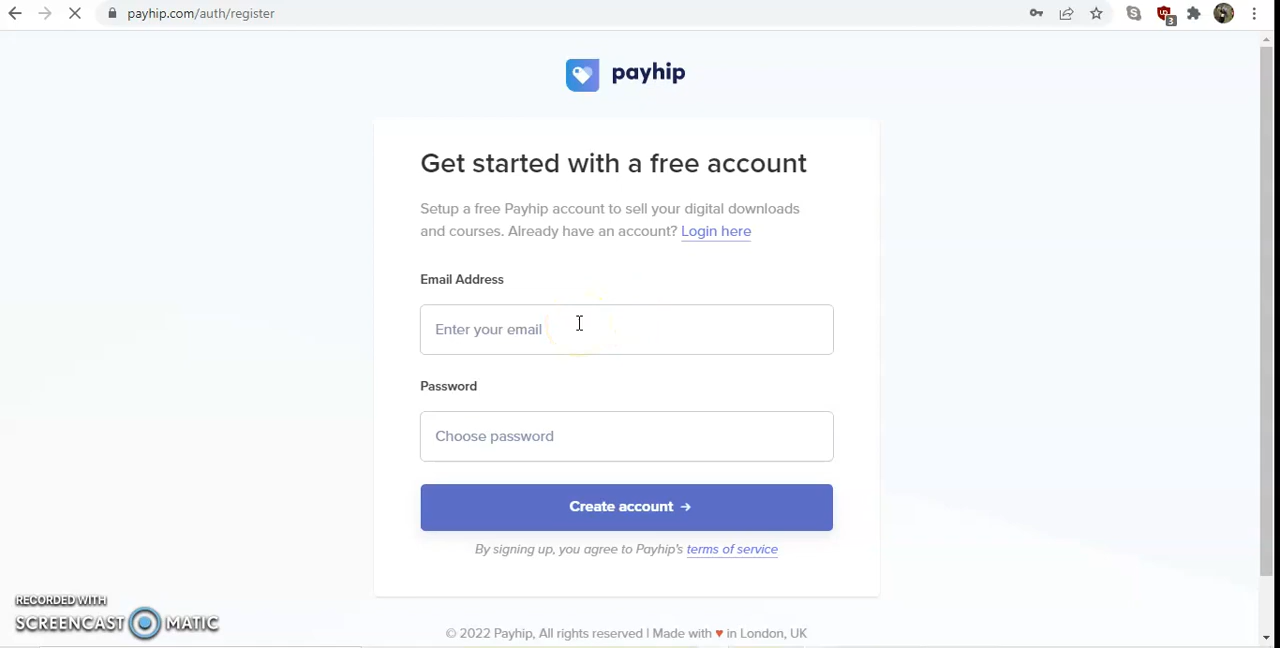 payhip.com/auth/register
3
payhip
Get started with a free account
Setup a free Payhip account to sell your digital downloads
and courses. Already have an account? Login here
Email Address
Enter your email
Password
Choose password
Create account →
By signing up, you agree to Payhip's terms of service
© 2022 Payhip, All rights reserved | Made with ♥ in London, UK
RECORDED WITH
SCREENCAST MATIC